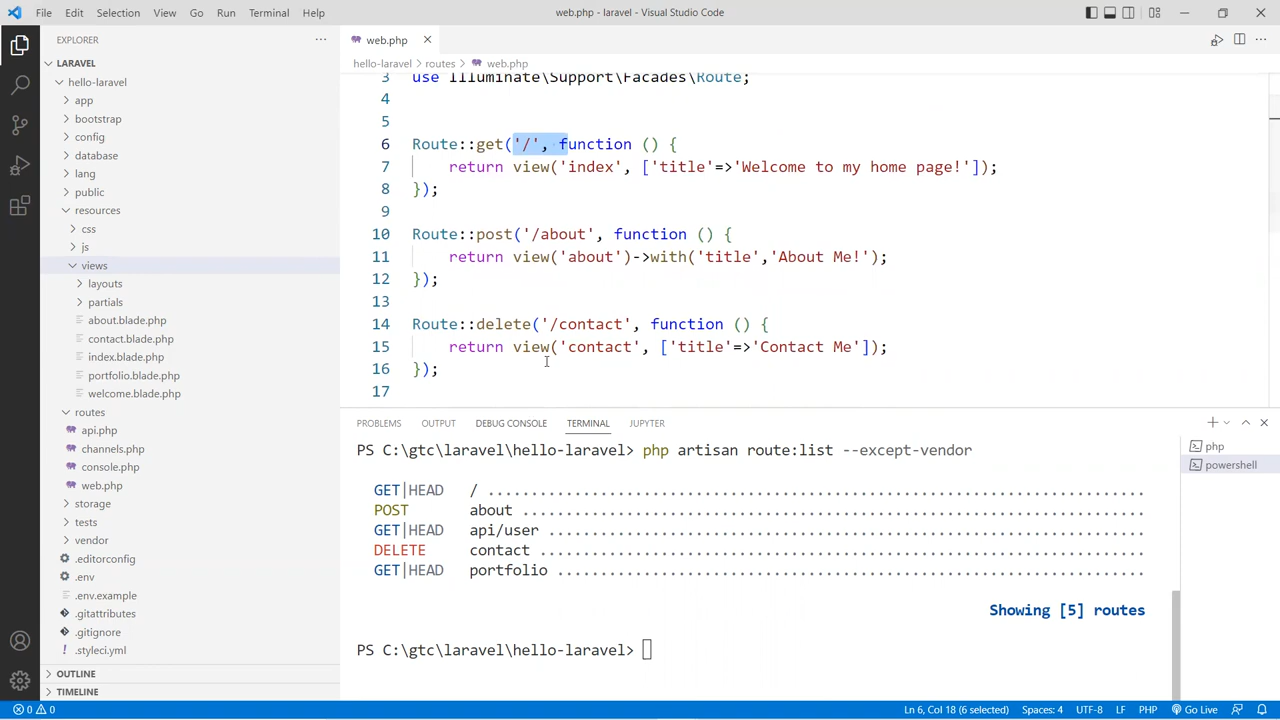 File Edit Selection View Go Run Terminal Help
web.php - laravel - Visual Studio Code
EXPLORER
LARAVEL
hello-laravel
app
bootstrap
config
database
lang
public
resources
css
js
views
layouts
partials
about.blade.php
contact.blade.php
index.blade.php
portfolio.blade.php
welcome.blade.php
routes
api.php
channels.php
console.php
web.php
storage
tests
vendor
.editorconfig
.env
.env.example
.gitattributes
.gitignore
.styleci.yml
OUTLINE
TIMELINE
web.php
hello-laravel > routes > web.php
3 use Illuminate\Support\Facades\Route;
4
5
6 Route::get('/', function () {
7 return view('index', ['title'=>'Welcome to my home page!']);
8 });
9
10 Route::post('/about', function () {
11 return view('about')->with('title','About Me!');
12 });
13
14 Route::delete('/contact', function () {
15 return view('contact', ['title'=>'Contact Me']);
16 });
17
PROBLEMS OUTPUT DEBUG CONSOLE TERMINAL JUPYTER
PS C:\gtc\laravel\hello-laravel> php artisan route:list --except-vendor
GET|HEAD / ........................................................................
POST about ....................................................................
GET|HEAD api/user .................................................................
DELETE contact ..................................................................
GET|HEAD portfolio ................................................................
Showing [5] routes
PS C:\gtc\laravel\hello-laravel>
php
powershell
0 0
Ln 6, Col 18 (6 selected) Spaces: 4 UTF-8 LF PHP Go Live